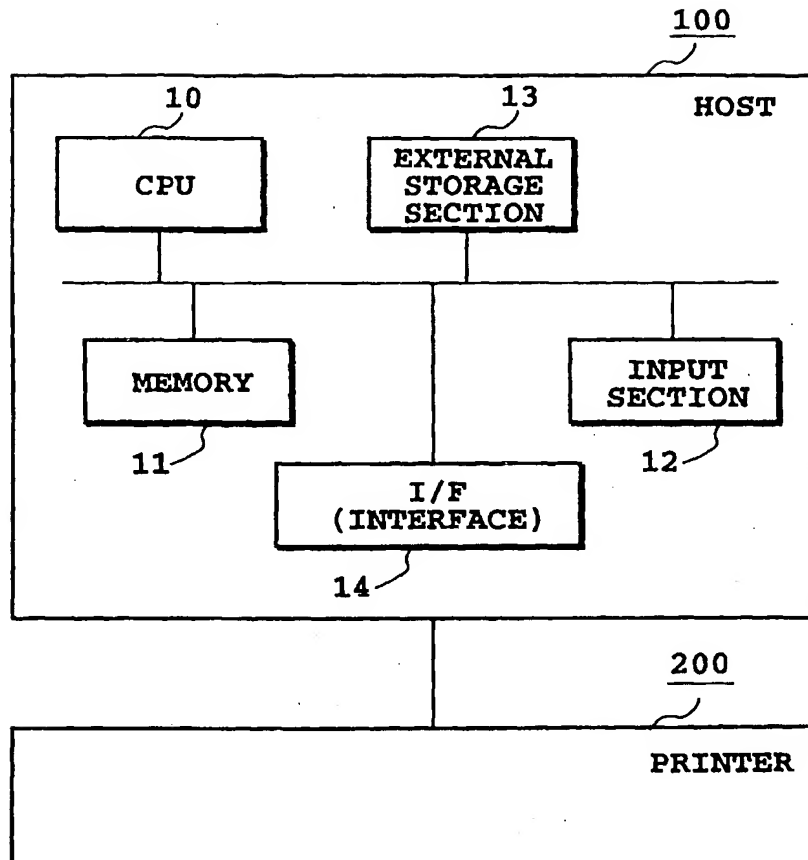 100
HOST
10
13
CPU
EXTERNAL
STORAGE
SECTION
MEMORY
INPUT
SECTION
11
12
I/F
(INTERFACE)
14
200
PRINTER